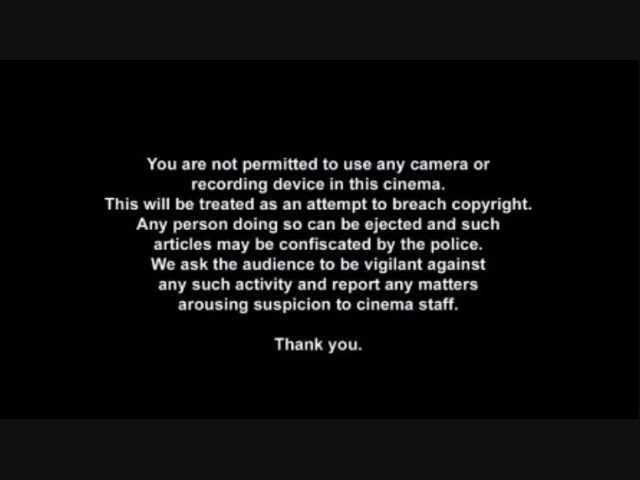 You are not permitted to use any camera or
recording device in this cinema.
This will be treated as an attempt to breach copyright.
Any person doing so can be ejected and such
articles may be confiscated by the police.
We ask the audience to be vigilant against
any such activity and report any matters
arousing suspicion to cinema staff.
Thank you.